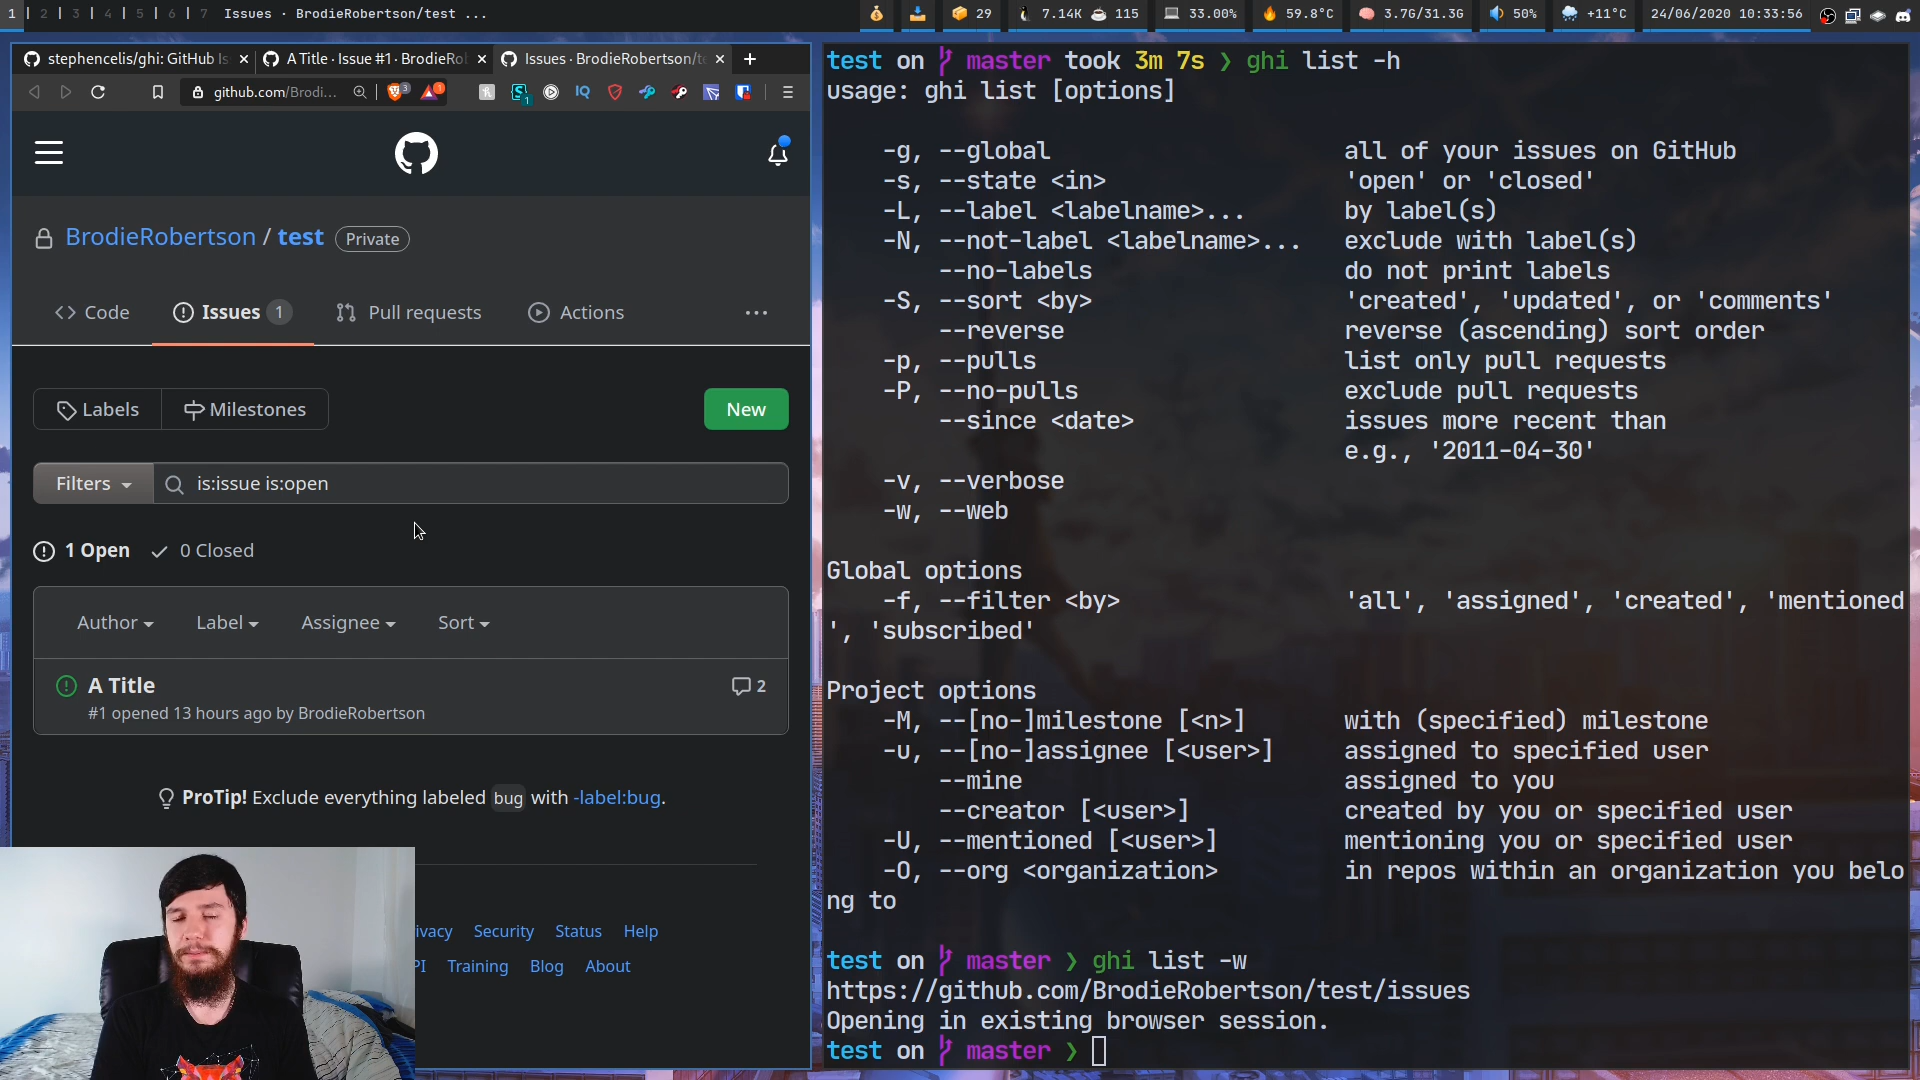 1 | 2 | 3 | 4 | 5 | 6 | 7 Issues · BrodieRobertson/test ...
29 7.14K 115 33.00% 59.8°C 3.7G/31.3G 50% +11°C 24/06/2020 10:33:56
stephencelis/ghi: GitHub Is
A Title · Issue #1 · BrodieRo
Issues · BrodieRobertson/te
github.com/Brodi...
BrodieRobertson / test Private
Code Issues 1 Pull requests Actions ...
Labels Milestones New
Filters is:issue is:open
1 Open 0 Closed
Author Label Assignee Sort
A Title 2
#1 opened 13 hours ago by BrodieRobertson
ProTip! Exclude everything labeled bug with -label:bug.
ivacy Security Status Help
PI Training Blog About
test on master took 3m 7s ❯ ghi list -h
usage: ghi list [options]
-g, --global all of your issues on GitHub
-s, --state <in> 'open' or 'closed'
-L, --label <labelname>... by label(s)
-N, --not-label <labelname>... exclude with label(s)
--no-labels do not print labels
-S, --sort <by> 'created', 'updated', or 'comments'
--reverse reverse (ascending) sort order
-p, --pulls list only pull requests
-P, --no-pulls exclude pull requests
--since <date> issues more recent than
e.g., '2011-04-30'
-v, --verbose
-w, --web
Global options
-f, --filter <by> 'all', 'assigned', 'created', 'mentioned
', 'subscribed'
Project options
-M, --[no-]milestone [<n>] with (specified) milestone
-u, --[no-]assignee [<user>] assigned to specified user
--mine assigned to you
--creator [<user>] created by you or specified user
-U, --mentioned [<user>] mentioning you or specified user
-O, --org <organization> in repos within an organization you belo
ng to
test on master ❯ ghi list -w
https://github.com/BrodieRobertson/test/issues
Opening in existing browser session.
test on master ❯